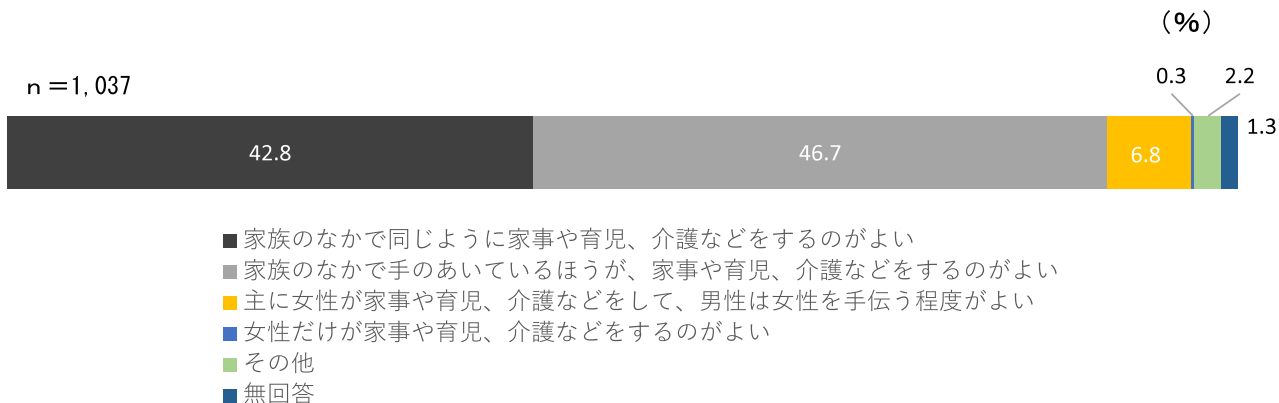 （%）
ｎ＝1,037
0.3 2.2
42.8 46.7 6.8 1.3
家族のなかで同じように家事や育児、介護などをするのがよい
家族のなかで手のあいているほうが、家事や育児、介護などをするのがよい
主に女性が家事や育児、介護などをして、男性は女性を手伝う程度がよい
女性だけが家事や育児、介護などをするのがよい
その他
無回答